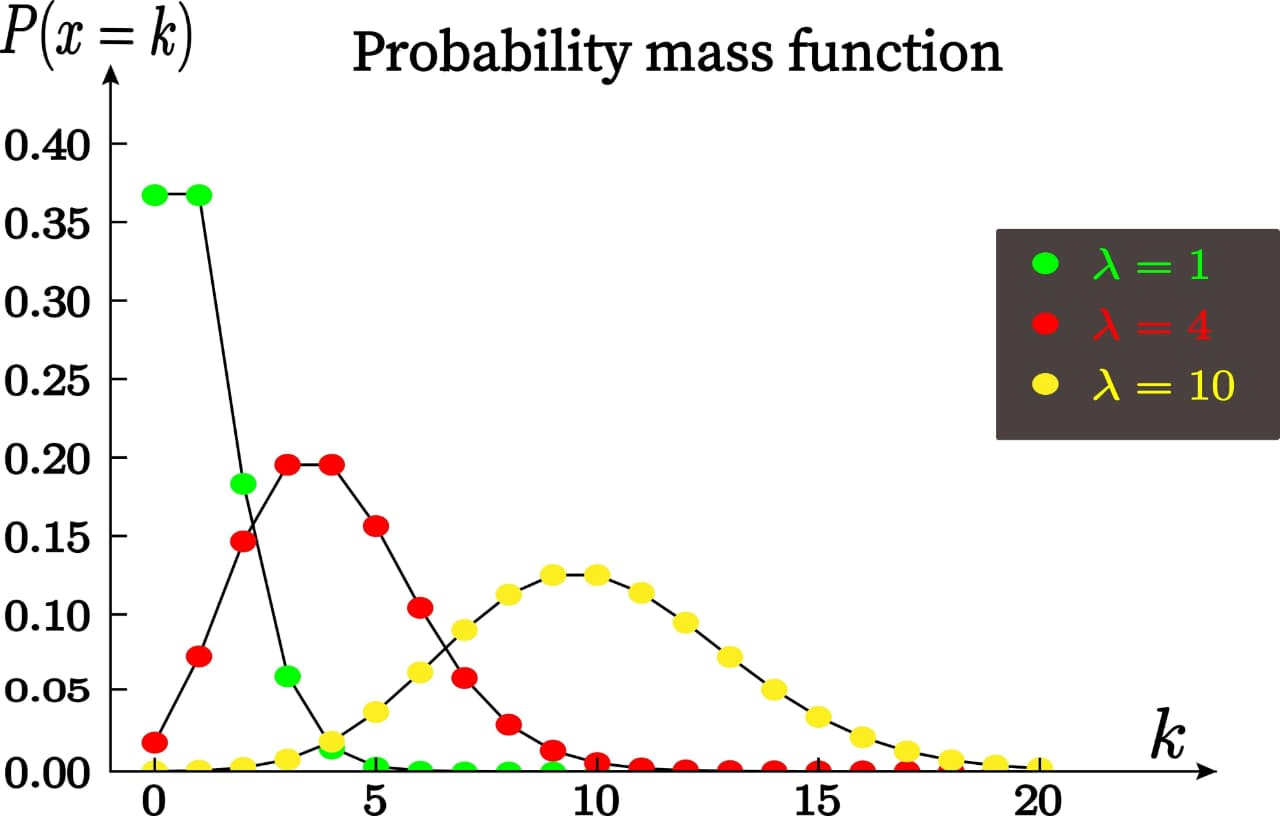 P(x = k)
Probability mass function
0.40
0.35
0.30
0.25
0.20
0.15
0.10
0.05
0.00
λ = 1
λ = 4
λ = 10
k
0 5 10 15 20